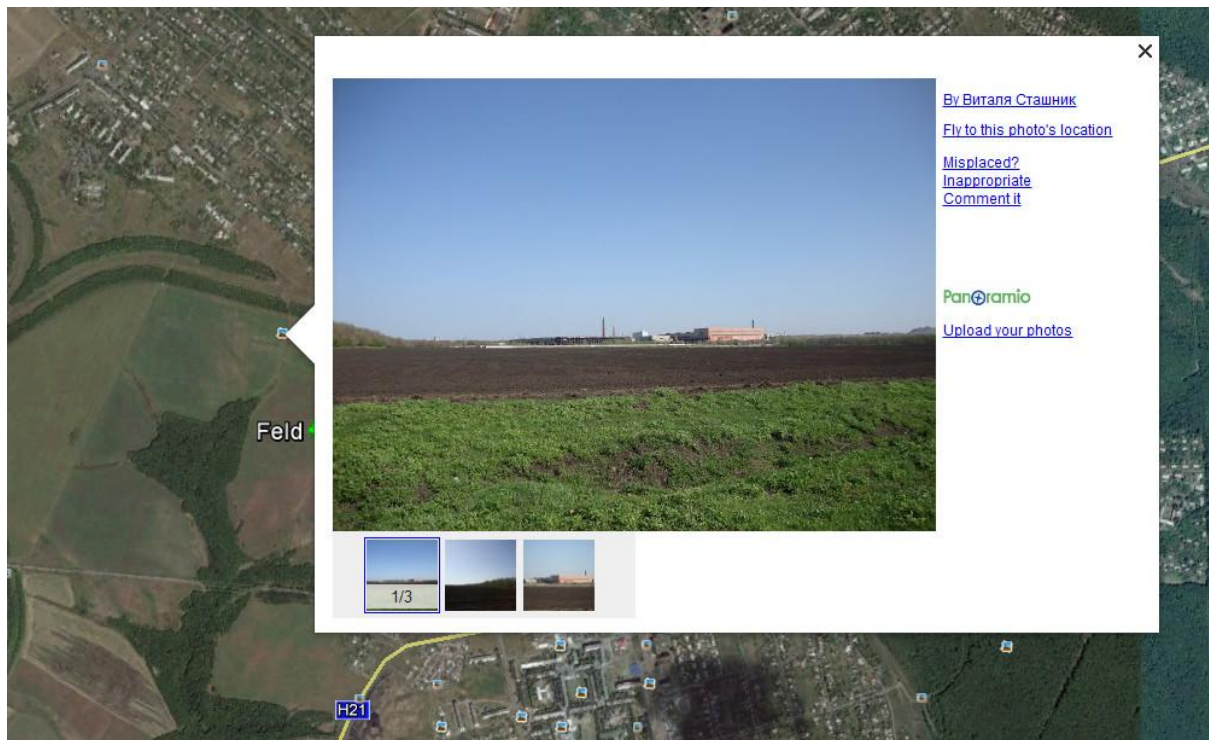 By Виталя Сташник
Fly to this photo's location
Misplaced?
Inappropriate
Comment it
Panoramio
Upload your photos
Feld
1/3
H21